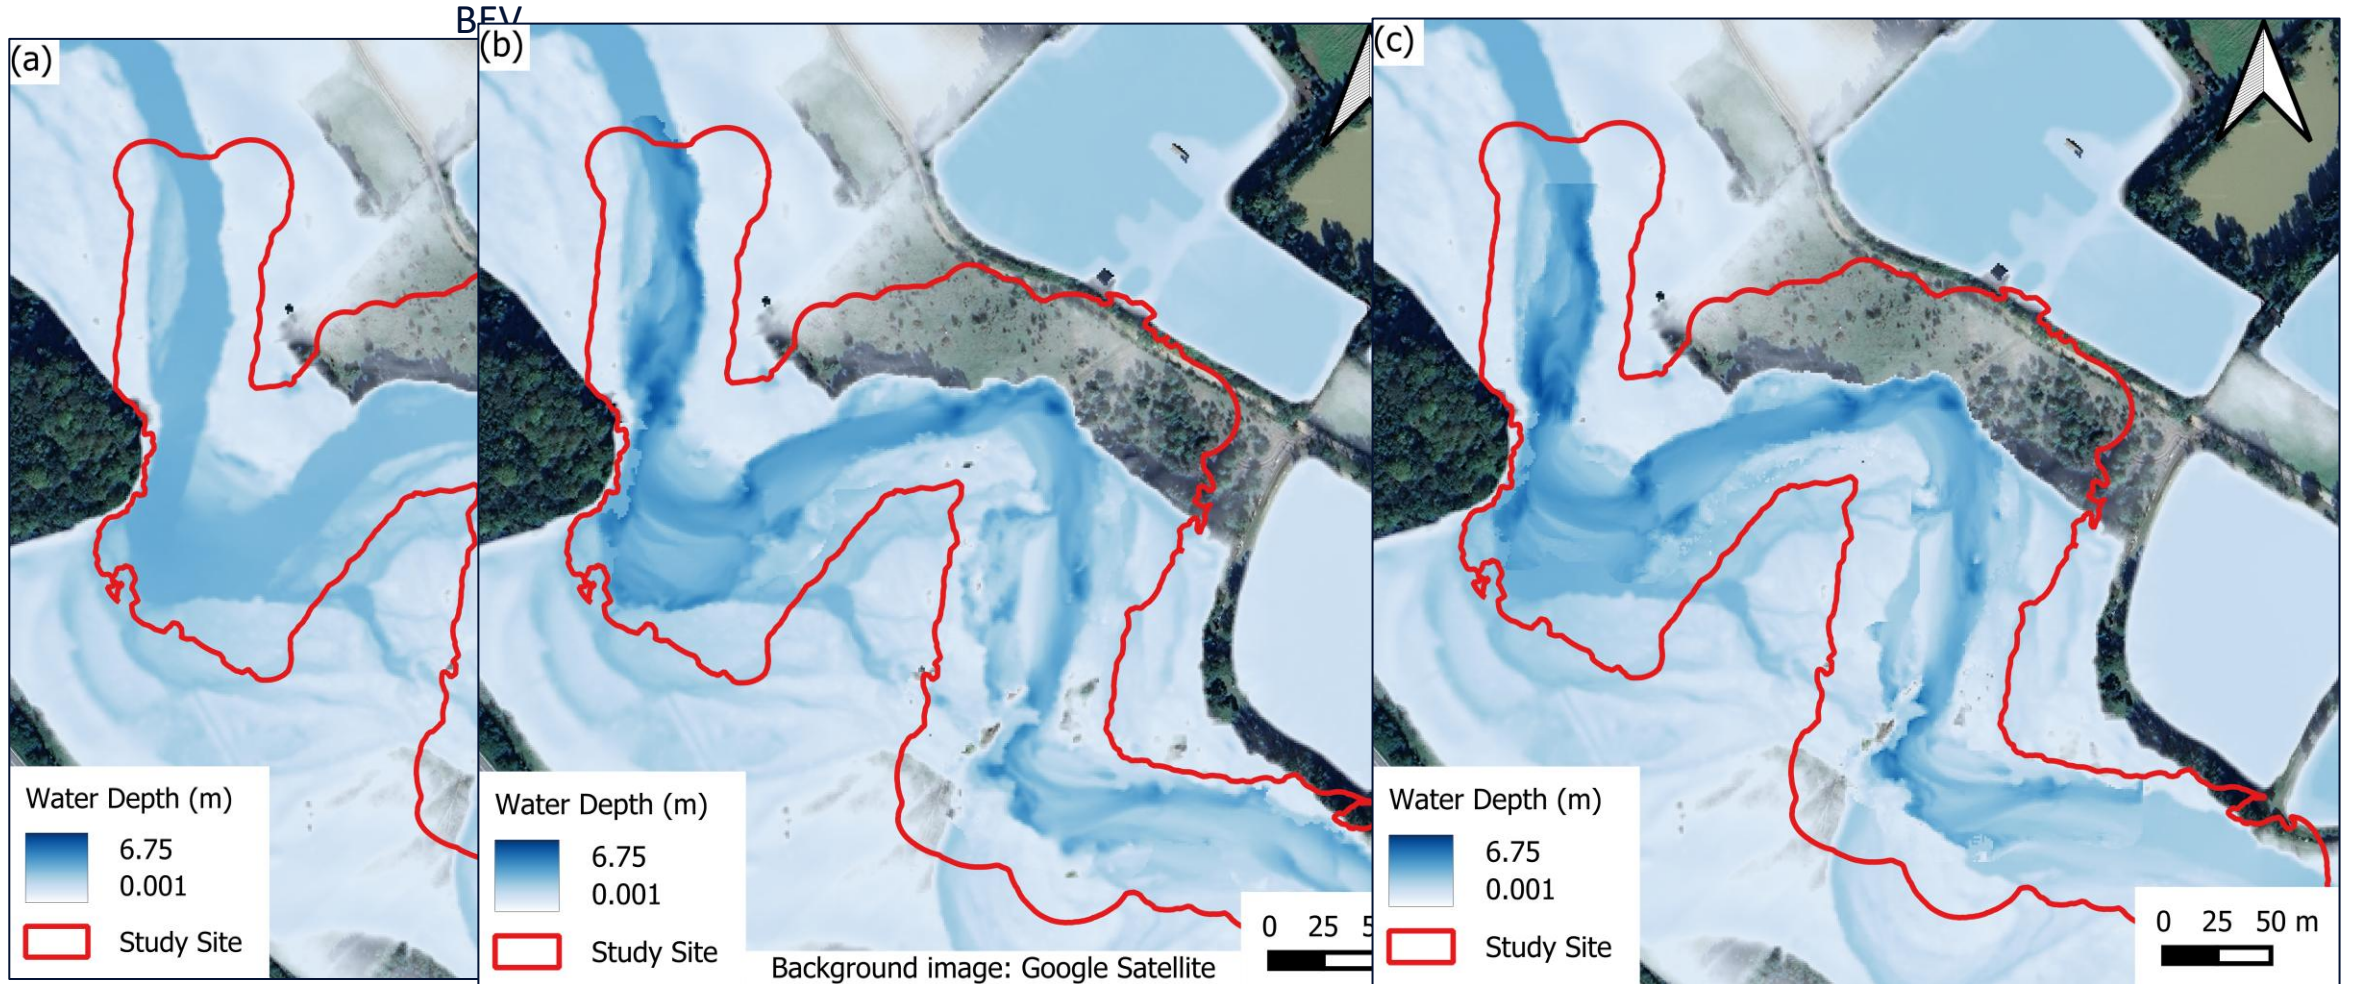 (a)
Water Depth (m)
6.75
0.001
Study Site
(b)
Water Depth (m)
6.75
0.001
Study Site
Background image: Google Satellite
0 25
(c)
Water Depth (m)
6.75
0.001
Study Site
0 25 50 m